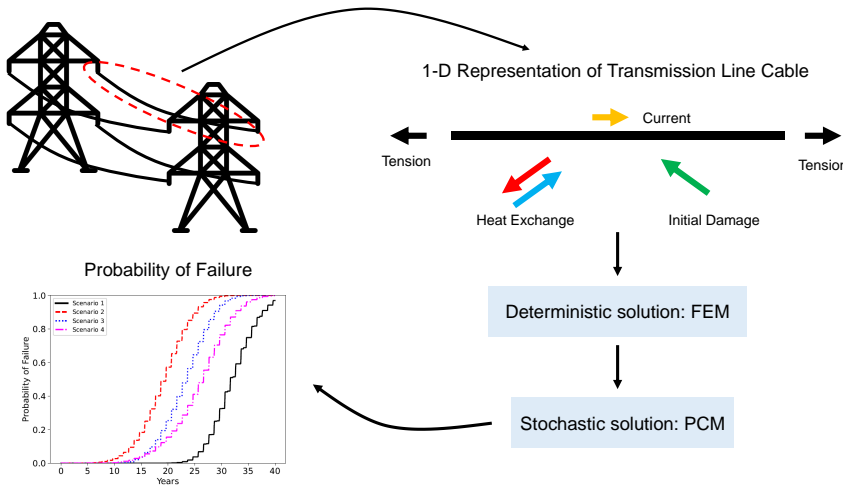 1-D Representation of Transmission Line Cable
Current
Tension
Tension
Heat Exchange
Initial Damage
Deterministic solution: FEM
Stochastic solution: PCM
Probability of Failure
Scenario 1
Scenario 2
Scenario 3
Scenario 4
Probability of Failure
1.0
0.8
0.6
0.4
0.2
0.0
0 5 10 15 20 25 30 35 40
Years